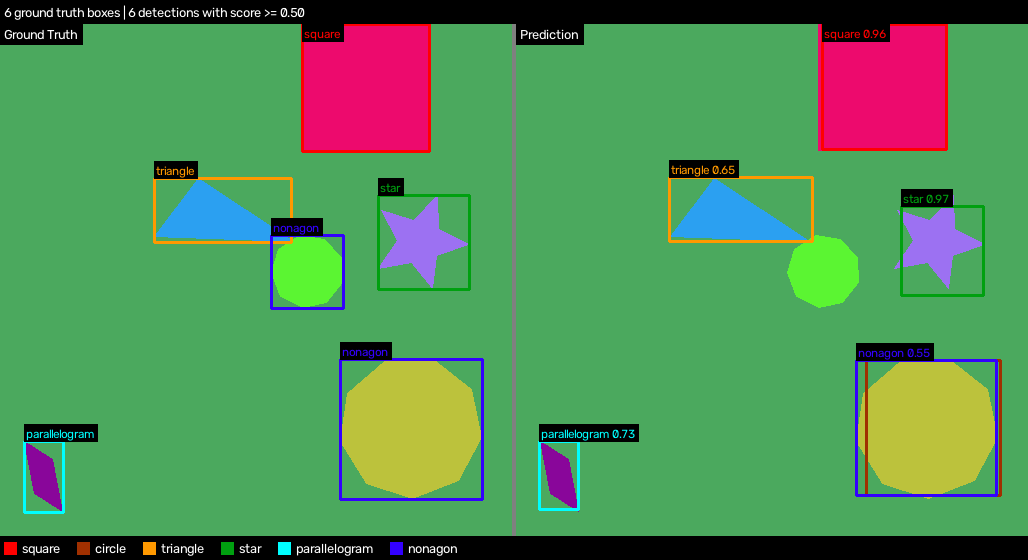 6 ground truth boxes | 6 detections with score >= 0.50
Ground Truth
Prediction
square
square 0.96
triangle
triangle 0.65
star
star 0.97
nonagon
nonagon
nonagon 0.55
parallelogram
parallelogram 0.73
square
circle
triangle
star
parallelogram
nonagon